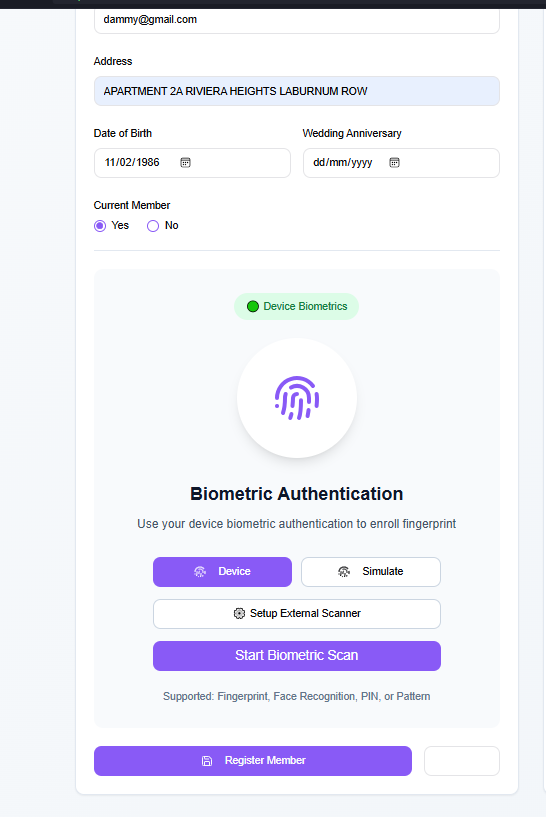 dammy@gmail.com
Address
APARTMENT 2A RIVIERA HEIGHTS LABURNUM ROW
Date of Birth Wedding Anniversary
11/02/1986 dd/mm/yyyy
Current Member
Yes No
Device Biometrics
Biometric Authentication
Use your device biometric authentication to enroll fingerprint
Device Simulate
Setup External Scanner
Start Biometric Scan
Supported: Fingerprint, Face Recognition, PIN, or Pattern
Register Member